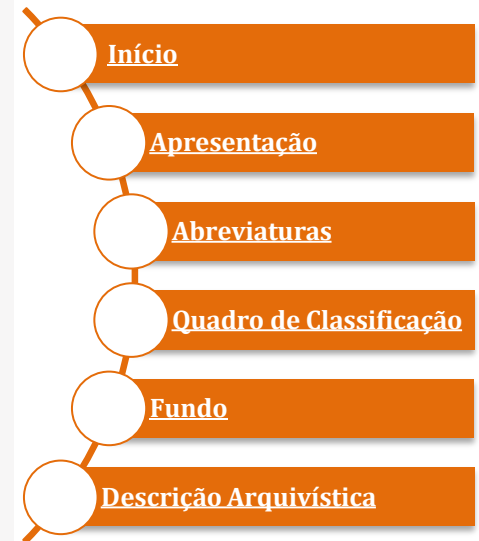 Início
Apresentação
Abreviaturas
Quadro de Classificação
Fundo
Descrição Arquivística